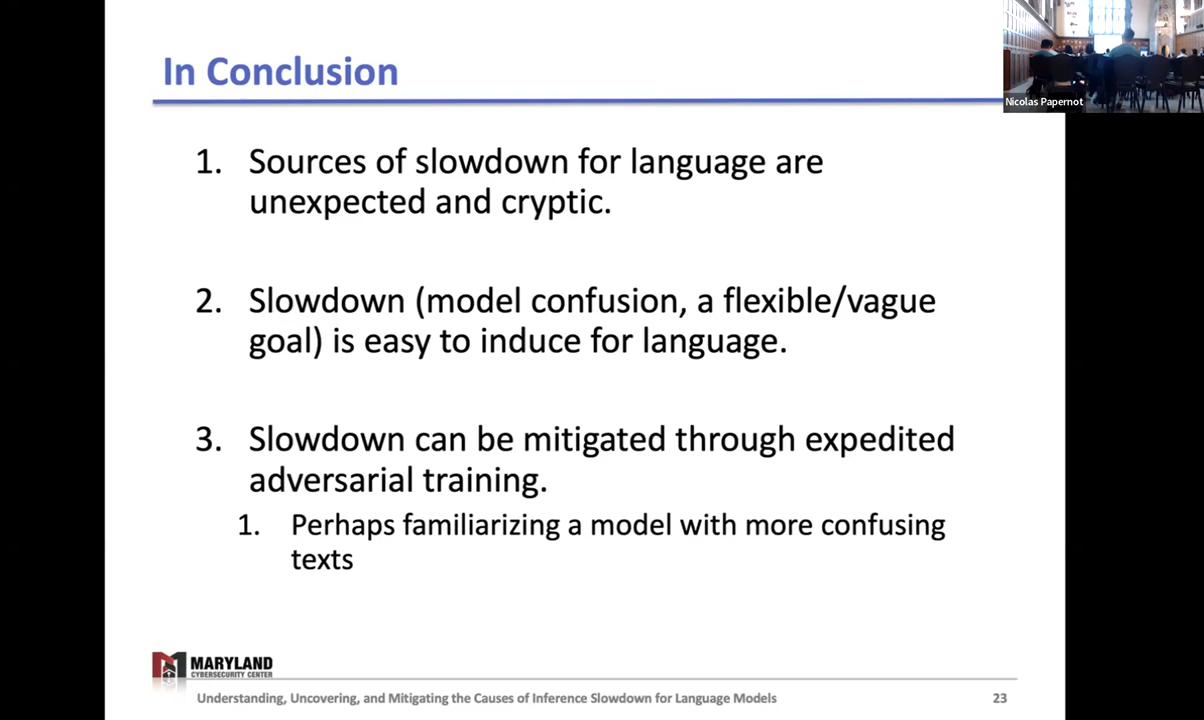 In Conclusion
Nicolas Papernot
1. Sources of slowdown for language are
unexpected and cryptic.
2. Slowdown (model confusion, a flexible/vague
goal) is easy to induce for language.
3. Slowdown can be mitigated through expedited
adversarial training.
1. Perhaps familiarizing a model with more confusing
texts
MARYLAND
CYBERSECURITY CENTER
Understanding, Uncovering, and Mitigating the Causes of Inference Slowdown for Language Models
23